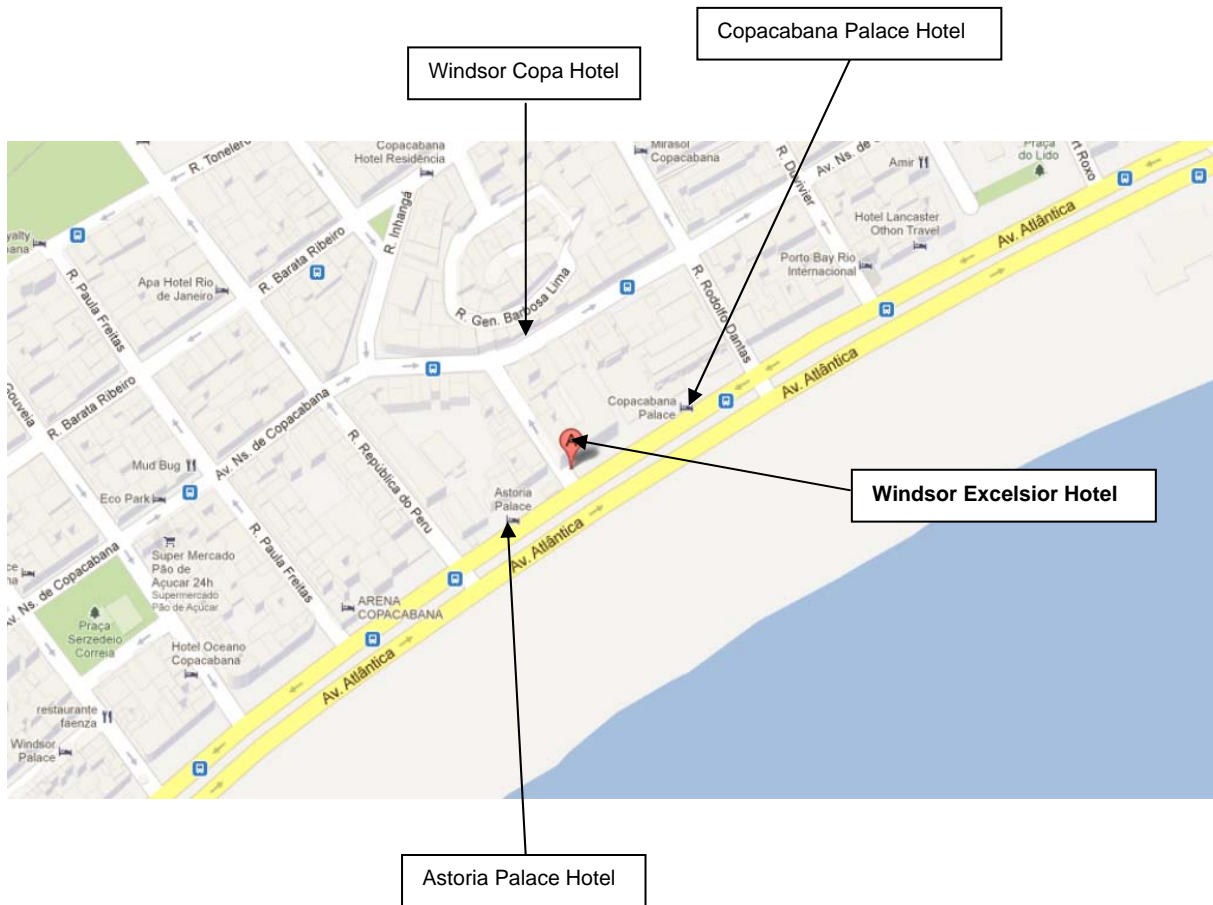 Copacabana Palace Hotel
Windsor Copa Hotel
R. Tonelero
Copacabana
Hotel Residência
Mirasol
Copacabana
R. Duvivier
Av. Ns. de
Amir
Praça
do Lido
Roxo
R. Inhangá
R. Barata Ribeiro
Hotel Lancaster
Othon Travel
Av. Atlântica
Porto Bay Rio
Internacional
R. Paula Freitas
Apa Hotel Rio
de Janeiro
R. Gen. Barbosa Lima
R. Rodolfo Dantas
Av. Atlântica
Gouveia
R. Barata Ribeiro
Av. Ns. de Copacabana
Copacabana
Palace
A
Mud Bug
Eco Park
R. República do Peru
Astoria
Palace
Windsor Excelsior Hotel
Av. Atlântica
Av. Ns. de Copacabana
Super Mercado
Pão de
Açucar 24h
Supermercado
Pão de Açúcar
R. Paula Freitas
ARENA
COPACABANA
Praça
Serzedelo
Correia
Hotel Oceano
Copacabana
Av. Atlântica
restaurante
faenza
Windsor
Palace
Astoria Palace Hotel